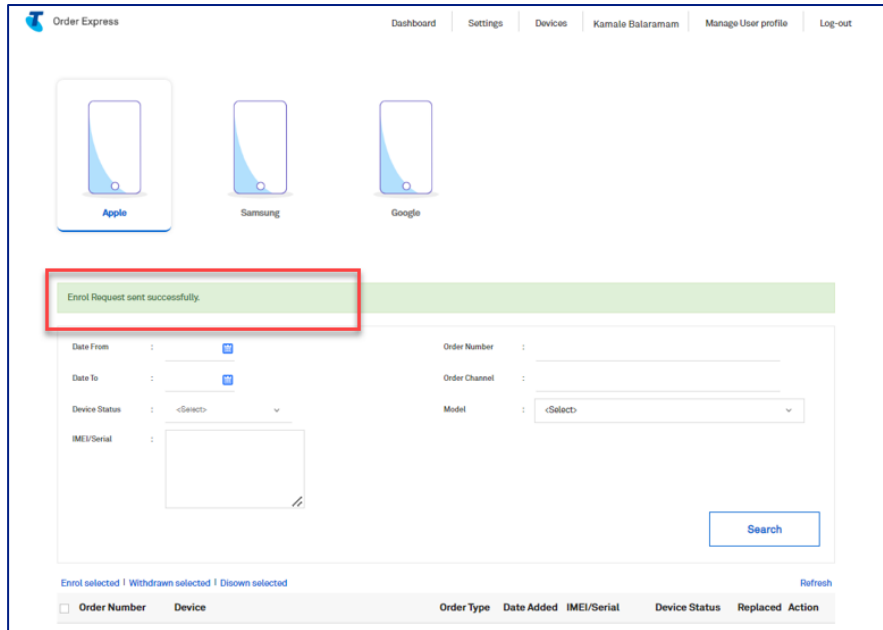 Order Express
Dashboard Settings Devices Kamale Balaramam Manage User profile Log-out
Apple Samsung Google
Enrol Request sent successfully.
Date From : Order Number :
Date To : Order Channel :
Device Status : <Select> Model : <Select>
IMEI/Serial :
Search
Enrol selected | Withdrawn selected | Disown selected Refresh
Order Number Device Order Type Date Added IMEI/Serial Device Status Replaced Action